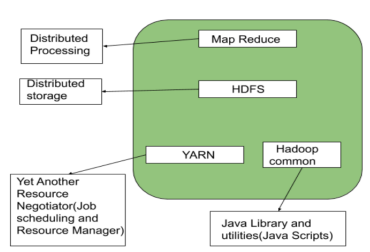 Distributed
Processing
Map Reduce
Distributed
storage
HDFS
YARN
Hadoop
common
Yet Another
Resource
Negotiator(Job
scheduling and
Resource Manager)
Java Library and
utilities(Java Scripts)